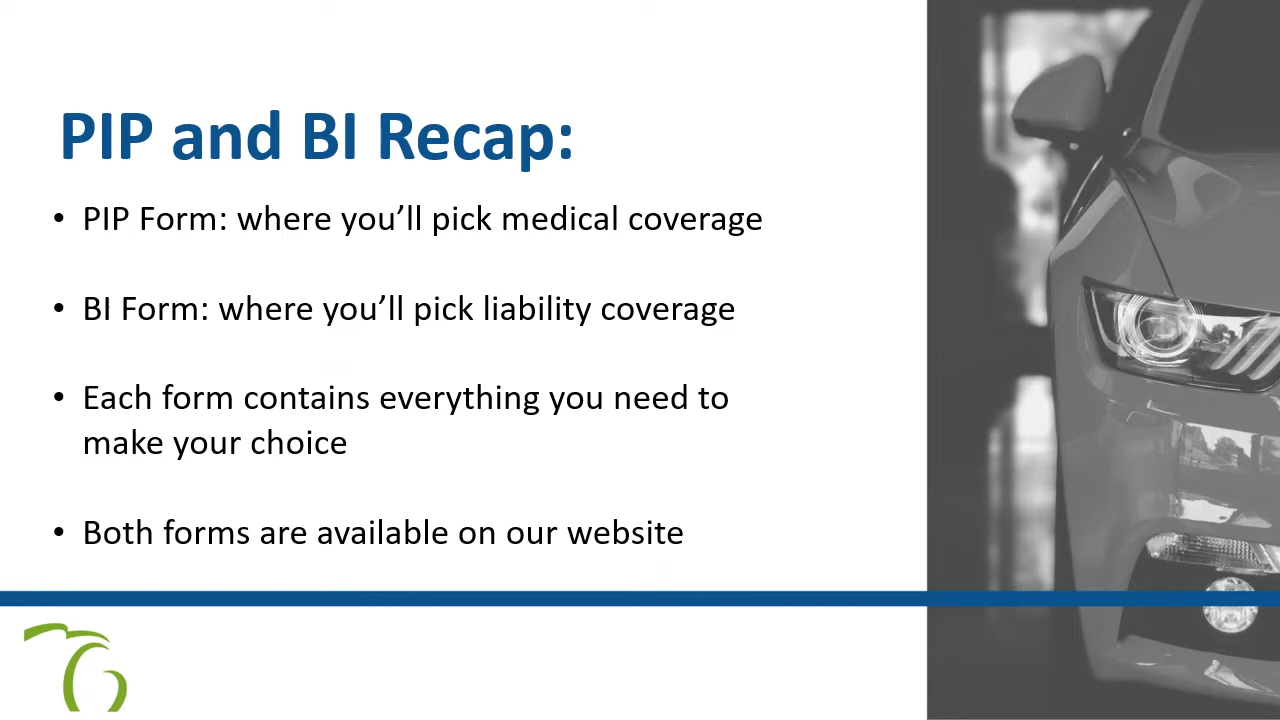 PIP and BI Recap:
• PIP Form: where you’ll pick medical coverage
• BI Form: where you’ll pick liability coverage
• Each form contains everything you need to
make your choice
• Both forms are available on our website